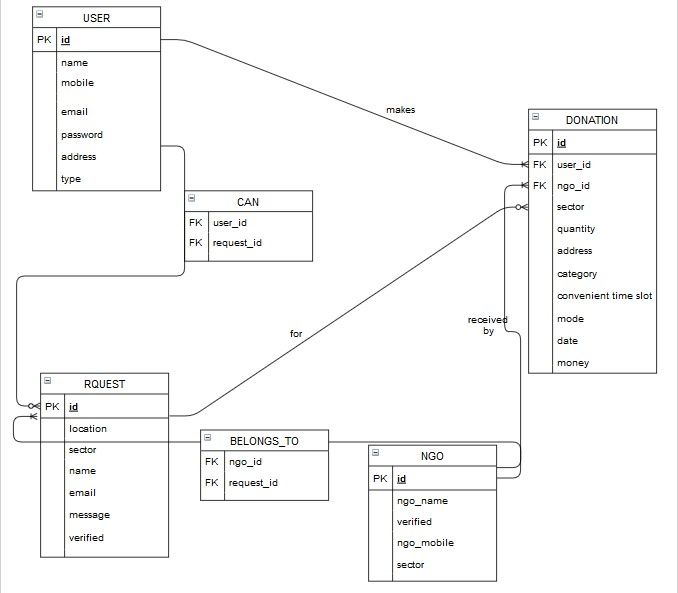 USER
PK id
name
mobile
email
password
address
type
makes
DONATION
PK id
FK user_id
FK ngo_id
sector
quantity
address
category
convenient time slot
mode
date
money
CAN
FK user_id
FK request_id
for
received
by
RQUEST
PK id
location
sector
name
email
message
verified
BELONGS_TO
FK ngo_id
FK request_id
NGO
PK id
ngo_name
verified
ngo_mobile
sector